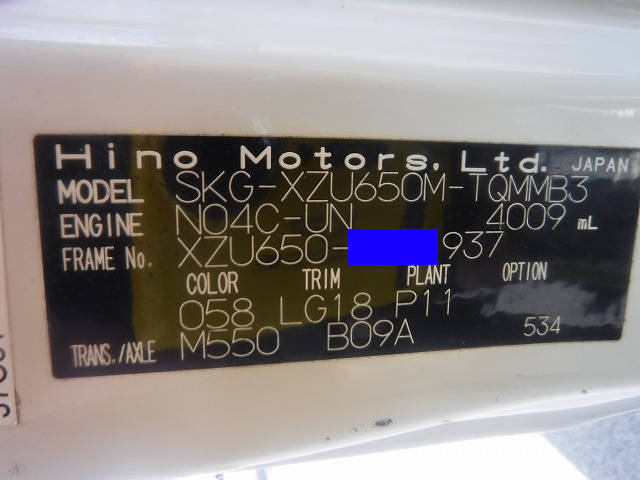 Hino Motors, Ltd. JAPAN
MODEL SKG-XZU650M-TQMMB3
ENGINE N04C-UN 4009 mL
FRAME No. XZU650- 937
COLOR TRIM PLANT OPTION
058 LG18 P11
TRANS./AXLE M550 B09A 534